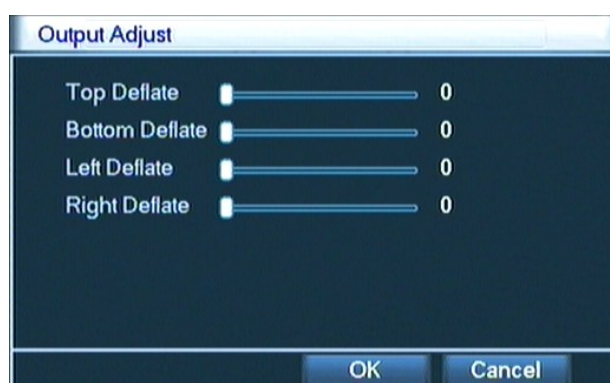 Output Adjust
Top Deflate 0
Bottom Deflate 0
Left Deflate 0
Right Deflate 0
OK Cancel